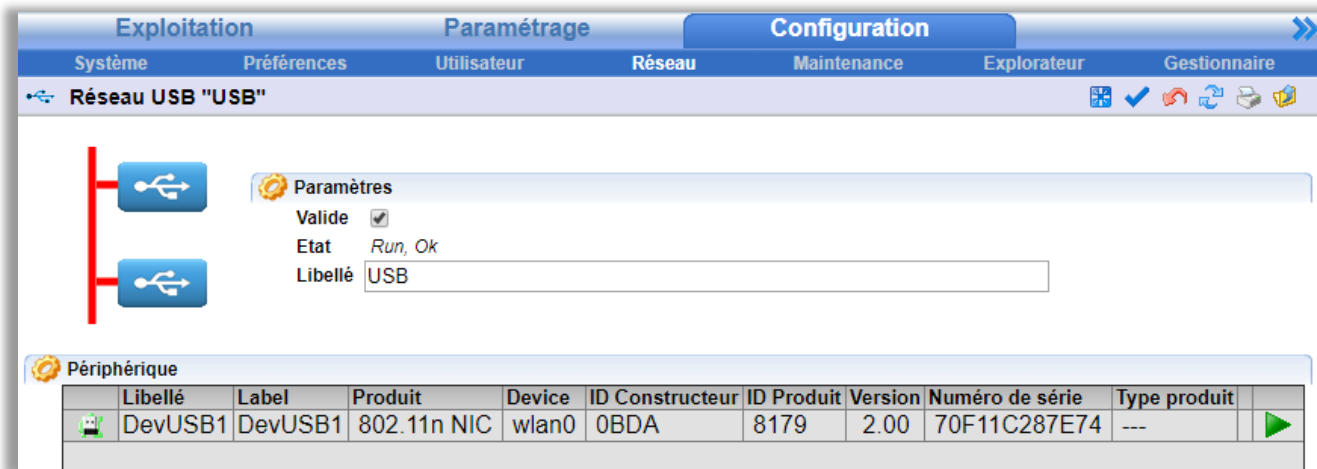 Exploitation Paramétrage Configuration
Système Préférences Utilisateur Réseau Maintenance Explorateur Gestionnaire
Réseau USB "USB"
Paramètres
Valide
Etat Run, Ok
Libellé USB
Périphérique
Libellé Label Produit Device ID Constructeur ID Produit Version Numéro de série Type produit
DevUSB1 DevUSB1 802.11n NIC wlan0 0BDA 8179 2.00 70F11C287E74 ---